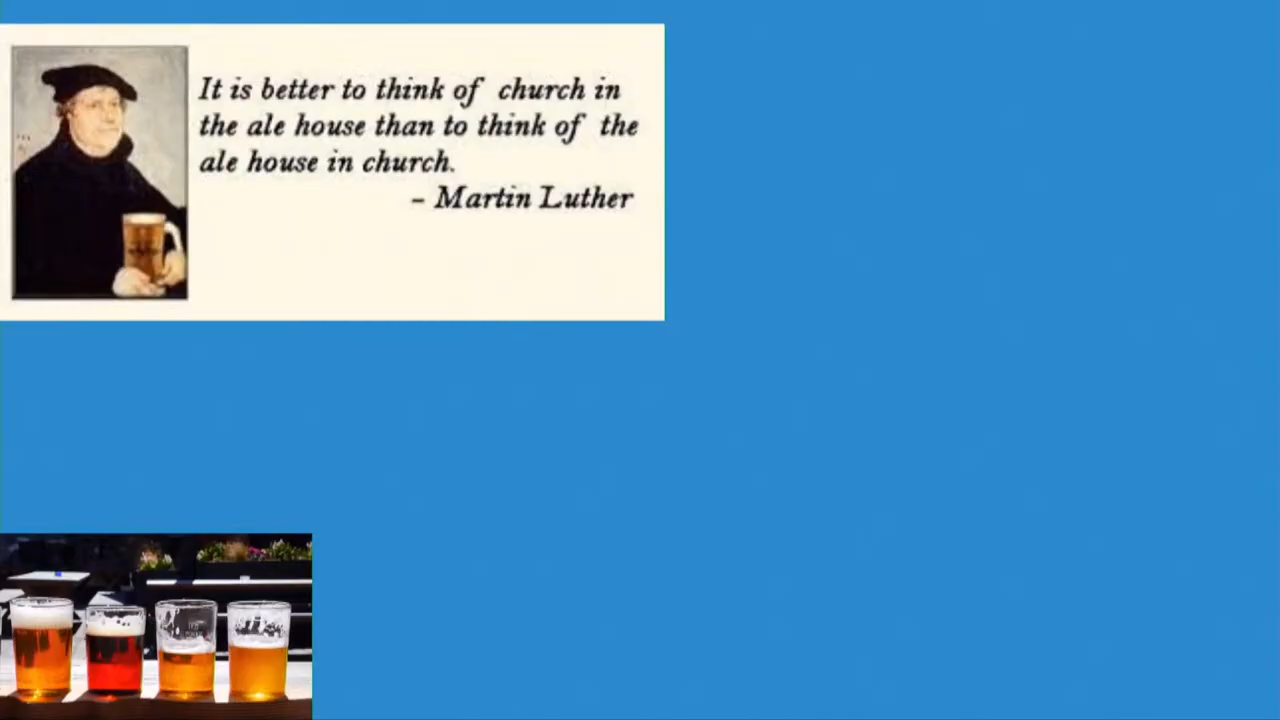 It is better to think of church in
the ale house than to think of the
ale house in church.
– Martin Luther